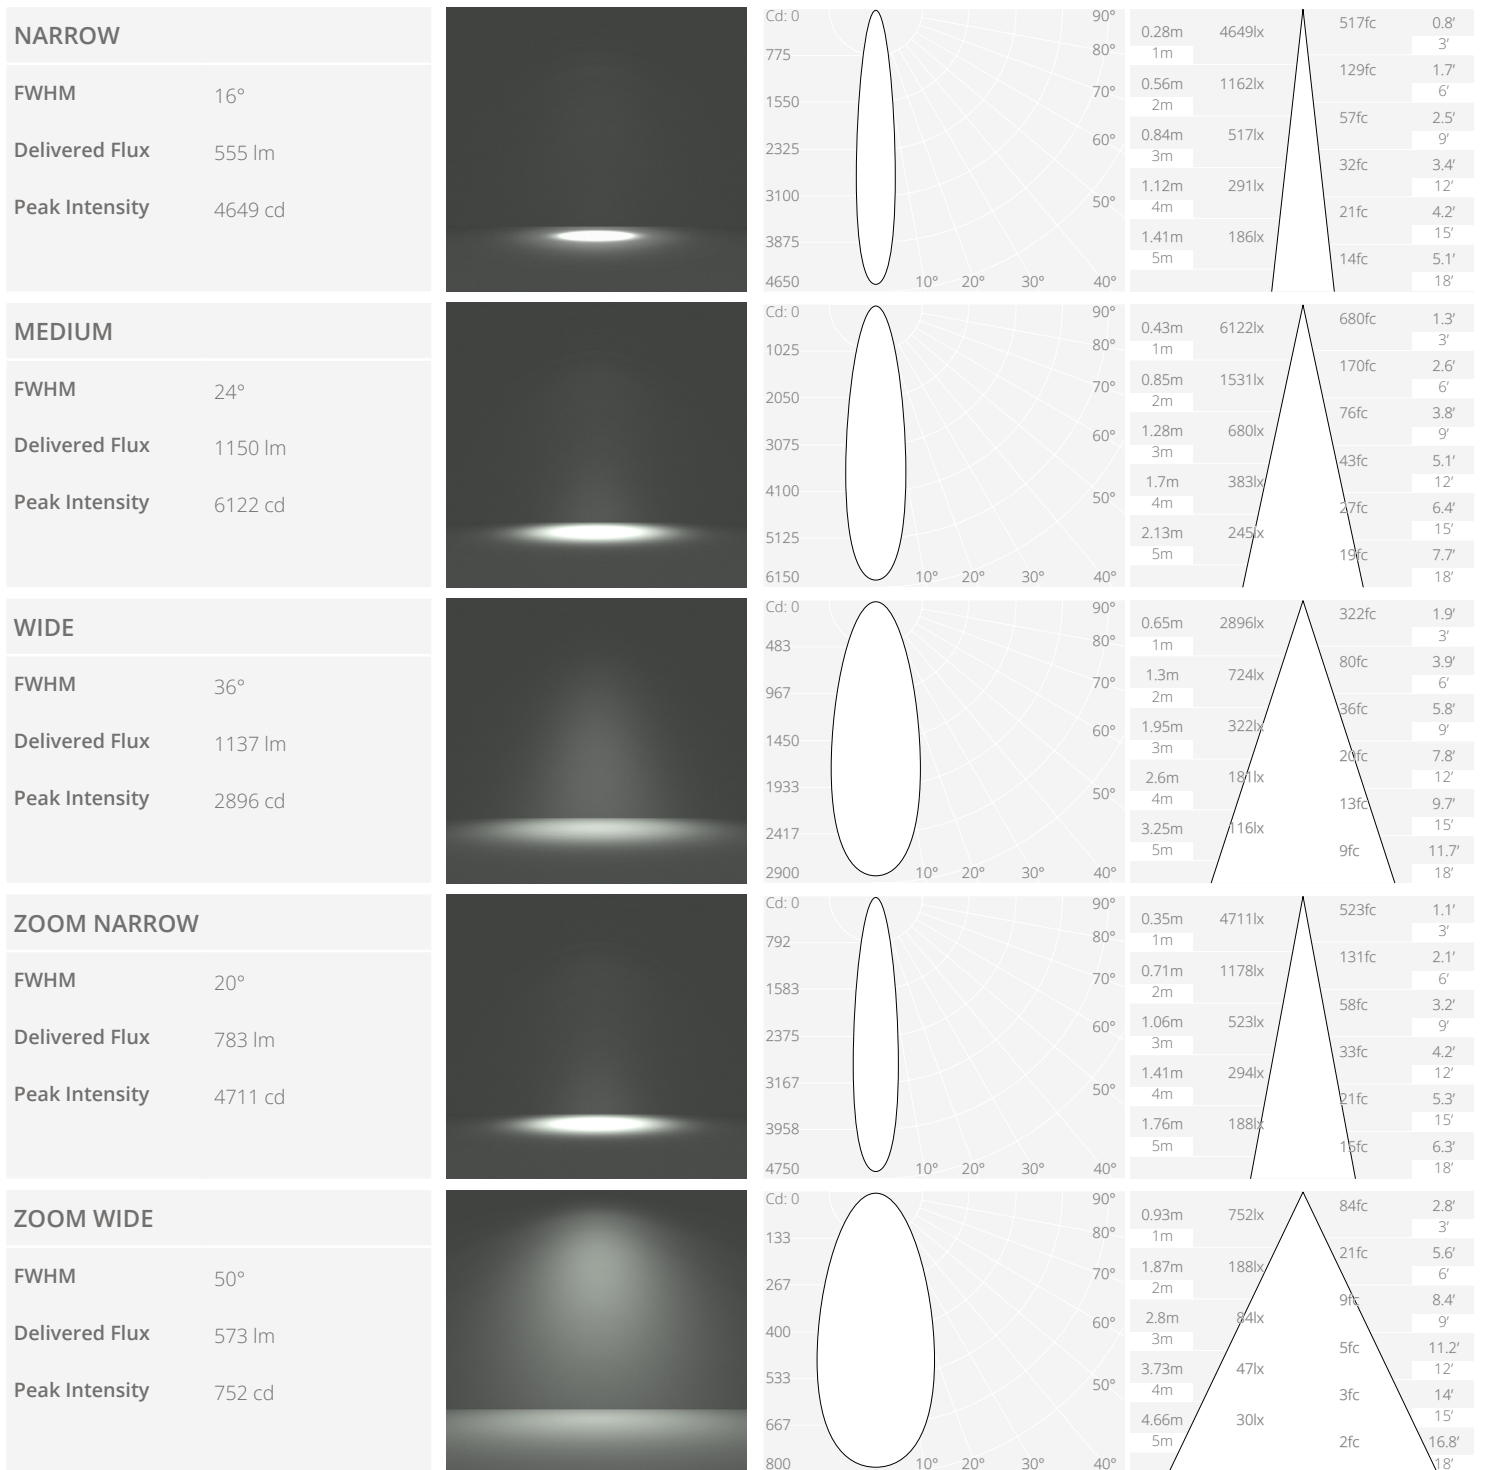 NARROW
FWHM 16°
Delivered Flux 555 lm
Peak Intensity 4649 cd
Cd: 0
775
1550
2325
3100
3875
4650
10° 20° 30° 40°
50°
60°
70°
80°
90°
0.28m 4649lx
1m
0.56m 1162lx
2m
0.84m 517lx
3m
1.12m 291lx
4m
1.41m 186lx
5m
517fc 0.8'
3'
129fc 1.7'
6'
57fc 2.5'
9'
32fc 3.4'
12'
21fc 4.2'
15'
14fc 5.1'
18'
MEDIUM
FWHM 24°
Delivered Flux 1150 lm
Peak Intensity 6122 cd
Cd: 0
1025
2050
3075
4100
5125
6150
10° 20° 30° 40°
50°
60°
70°
80°
90°
0.43m 6122lx
1m
0.85m 1531lx
2m
1.28m 680lx
3m
1.7m 383lx
4m
2.13m 245lx
5m
680fc 1.3'
3'
170fc 2.6'
6'
76fc 3.8'
9'
43fc 5.1'
12'
27fc 6.4'
15'
19fc 7.7'
18'
WIDE
FWHM 36°
Delivered Flux 1137 lm
Peak Intensity 2896 cd
Cd: 0
483
967
1450
1933
2417
2900
10° 20° 30° 40°
50°
60°
70°
80°
90°
0.65m 2896lx
1m
1.3m 724lx
2m
1.95m 322lx
3m
2.6m 181lx
4m
3.25m 116lx
5m
322fc 1.9'
3'
80fc 3.9'
6'
36fc 5.8'
9'
20fc 7.8'
12'
13fc 9.7'
15'
9fc 11.7'
18'
ZOOM NARROW
FWHM 20°
Delivered Flux 783 lm
Peak Intensity 4711 cd
Cd: 0
792
1583
2375
3167
3958
4750
10° 20° 30° 40°
50°
60°
70°
80°
90°
0.35m 4711lx
1m
0.71m 1178lx
2m
1.06m 523lx
3m
1.41m 294lx
4m
1.76m 188lx
5m
523fc 1.1'
3'
131fc 2.1'
6'
58fc 3.2'
9'
33fc 4.2'
12'
21fc 5.3'
15'
15fc 6.3'
18'
ZOOM WIDE
FWHM 50°
Delivered Flux 573 lm
Peak Intensity 752 cd
Cd: 0
133
267
400
533
667
800
10° 20° 30° 40°
50°
60°
70°
80°
90°
0.93m 752lx
1m
1.87m 188lx
2m
2.8m 84lx
3m
3.73m 47lx
4m
4.66m 30lx
5m
84fc 2.8'
3'
21fc 5.6'
6'
9fc 8.4'
9'
5fc 11.2'
12'
3fc 14'
15'
2fc 16.8'
18'